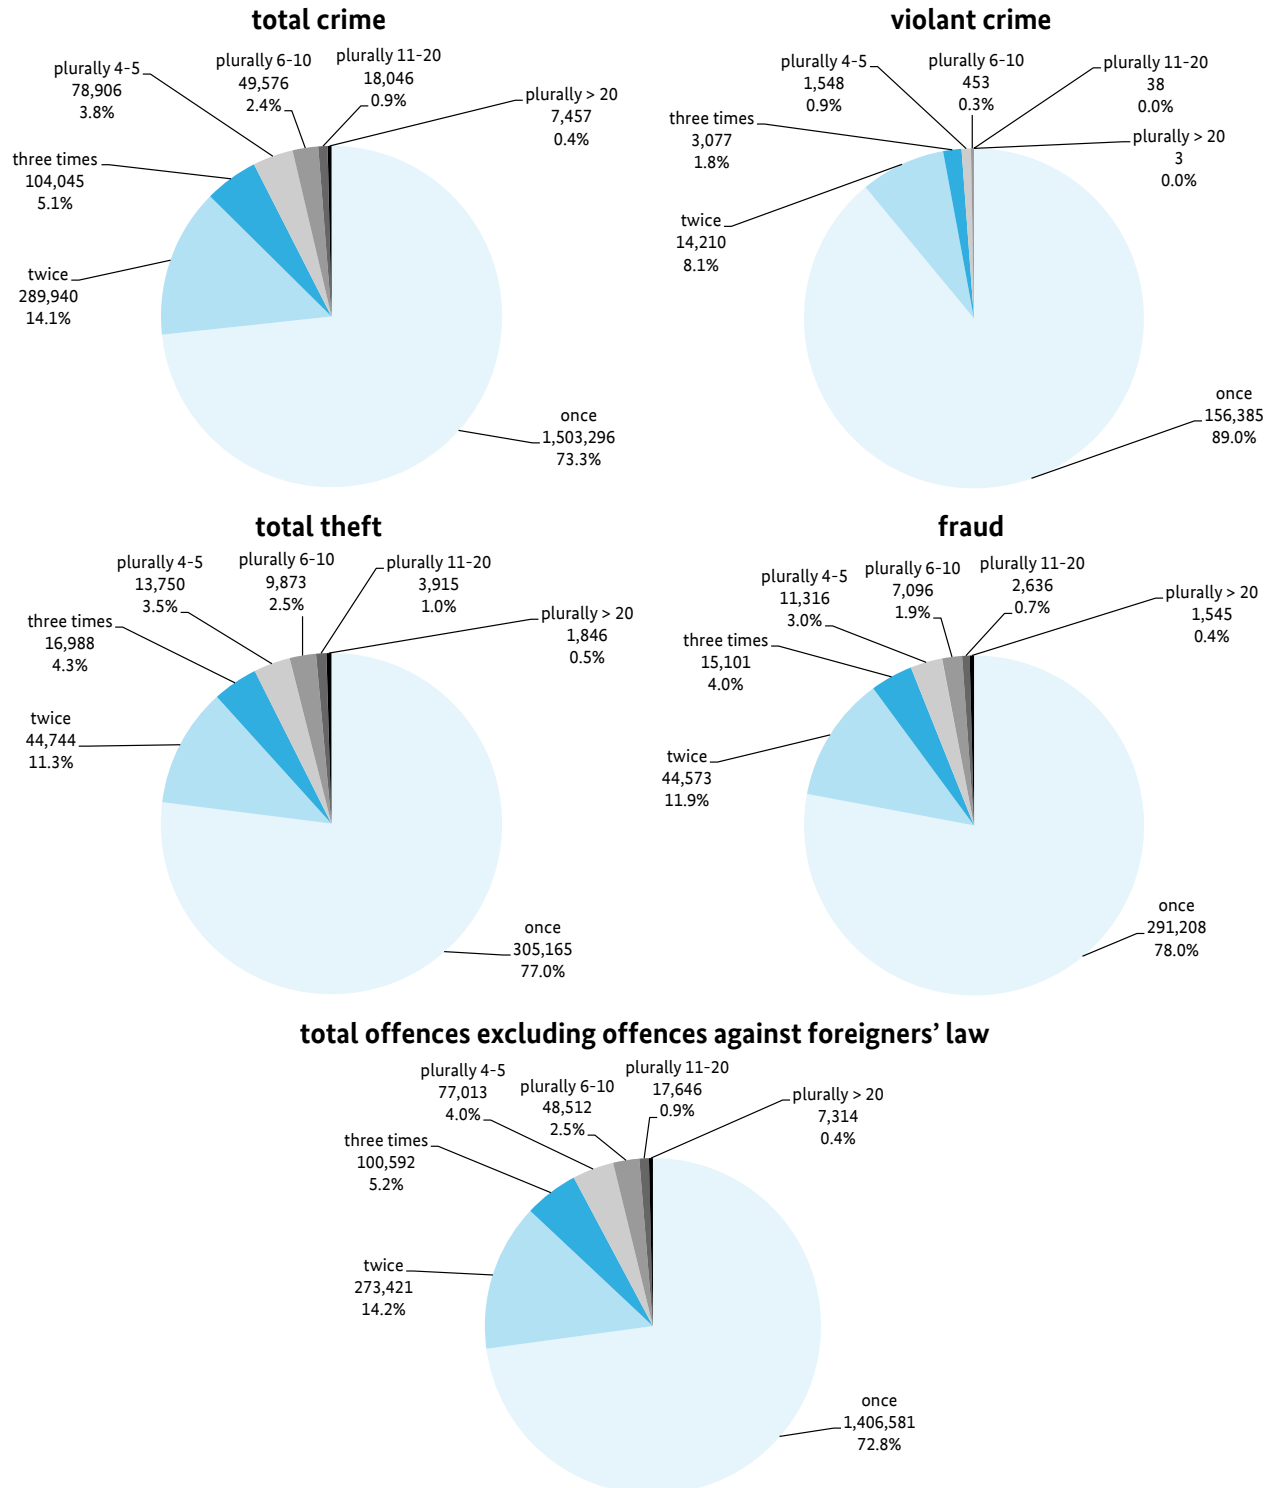 total crime
plurally 4-5
78,906
3.8%
plurally 6-10
49,576
2.4%
plurally 11-20
18,046
0.9%
plurally > 20
7,457
0.4%
three times
104,045
5.1%
twice
289,940
14.1%
once
1,503,296
73.3%
violant crime
plurally 4-5
1,548
0.9%
plurally 6-10
453
0.3%
plurally 11-20
38
0.0%
plurally > 20
3
0.0%
three times
3,077
1.8%
twice
14,210
8.1%
once
156,385
89.0%
total theft
plurally 4-5
13,750
3.5%
plurally 6-10
9,873
2.5%
plurally 11-20
3,915
1.0%
plurally > 20
1,846
0.5%
three times
16,988
4.3%
twice
44,744
11.3%
once
305,165
77.0%
fraud
plurally 4-5
11,316
3.0%
plurally 6-10
7,096
1.9%
plurally 11-20
2,636
0.7%
plurally > 20
1,545
0.4%
three times
15,101
4.0%
twice
44,573
11.9%
once
291,208
78.0%
total offences excluding offences against foreigners’ law
plurally 4-5
77,013
4.0%
plurally 6-10
48,512
2.5%
plurally 11-20
17,646
0.9%
plurally > 20
7,314
0.4%
three times
100,592
5.2%
twice
273,421
14.2%
once
1,406,581
72.8%